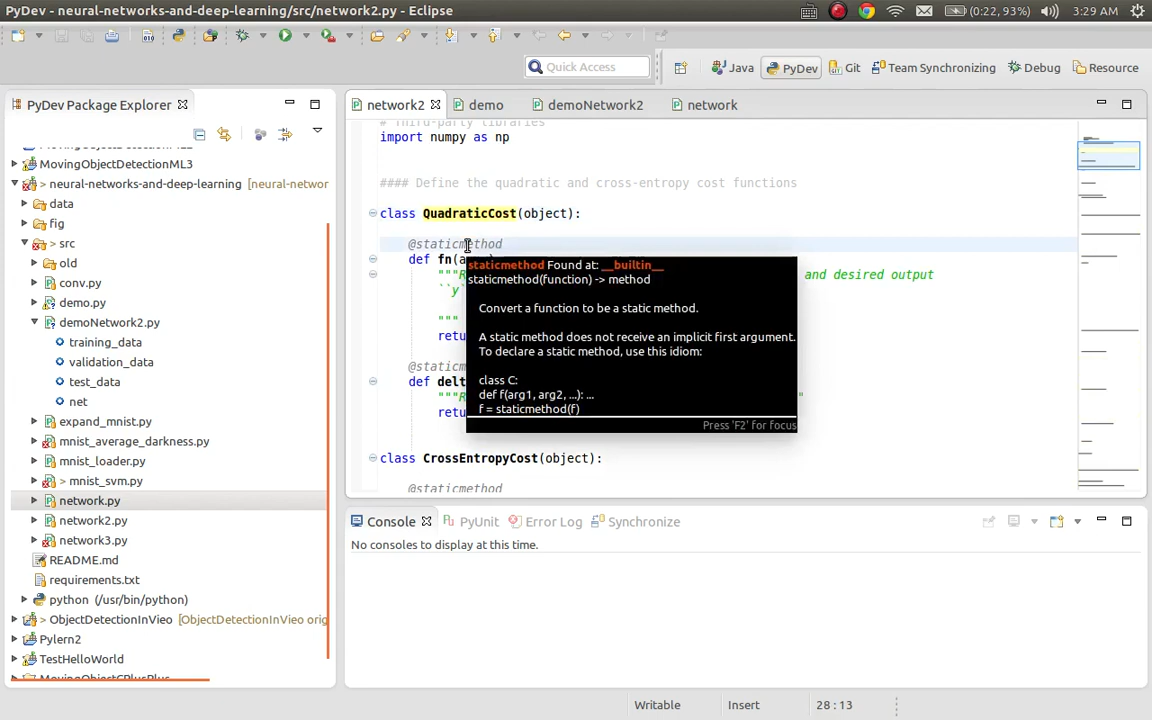 PyDev - neural-networks-and-deep-learning/src/network2.py - Eclipse
(0:22, 93%)
3:29 AM
Quick Access
Java
PyDev
Git
Team Synchronizing
Debug
Resource
PyDev Package Explorer
MovingObjectDetectionML3
> neural-networks-and-deep-learning [neural-networ
data
fig
> src
old
conv.py
demo.py
demoNetwork2.py
training_data
validation_data
test_data
net
expand_mnist.py
mnist_average_darkness.py
mnist_loader.py
> mnist_svm.py
network.py
network2.py
network3.py
README.md
requirements.txt
python (/usr/bin/python)
> ObjectDetectionInVieo [ObjectDetectionInVieo orig
Pylern2
TestHelloWorld
MovingObjectCPlusPlus
network2
demo
demoNetwork2
network
# Third-party libraries
import numpy as np
#### Define the quadratic and cross-entropy cost functions
class QuadraticCost(object):
@staticmethod
def fn(a
"""R
and desired output
``y`
"""
retu
@staticm
def delt
"""R
"
retu
class CrossEntropyCost(object):
@staticmethod
staticmethod Found at: __builtin__
staticmethod(function) -> method
Convert a function to be a static method.
A static method does not receive an implicit first argument.
To declare a static method, use this idiom:
class C:
def f(arg1, arg2, ...): ...
f = staticmethod(f)
Press 'F2' for focus
Console
PyUnit
Error Log
Synchronize
No consoles to display at this time.
Writable
Insert
28 : 13